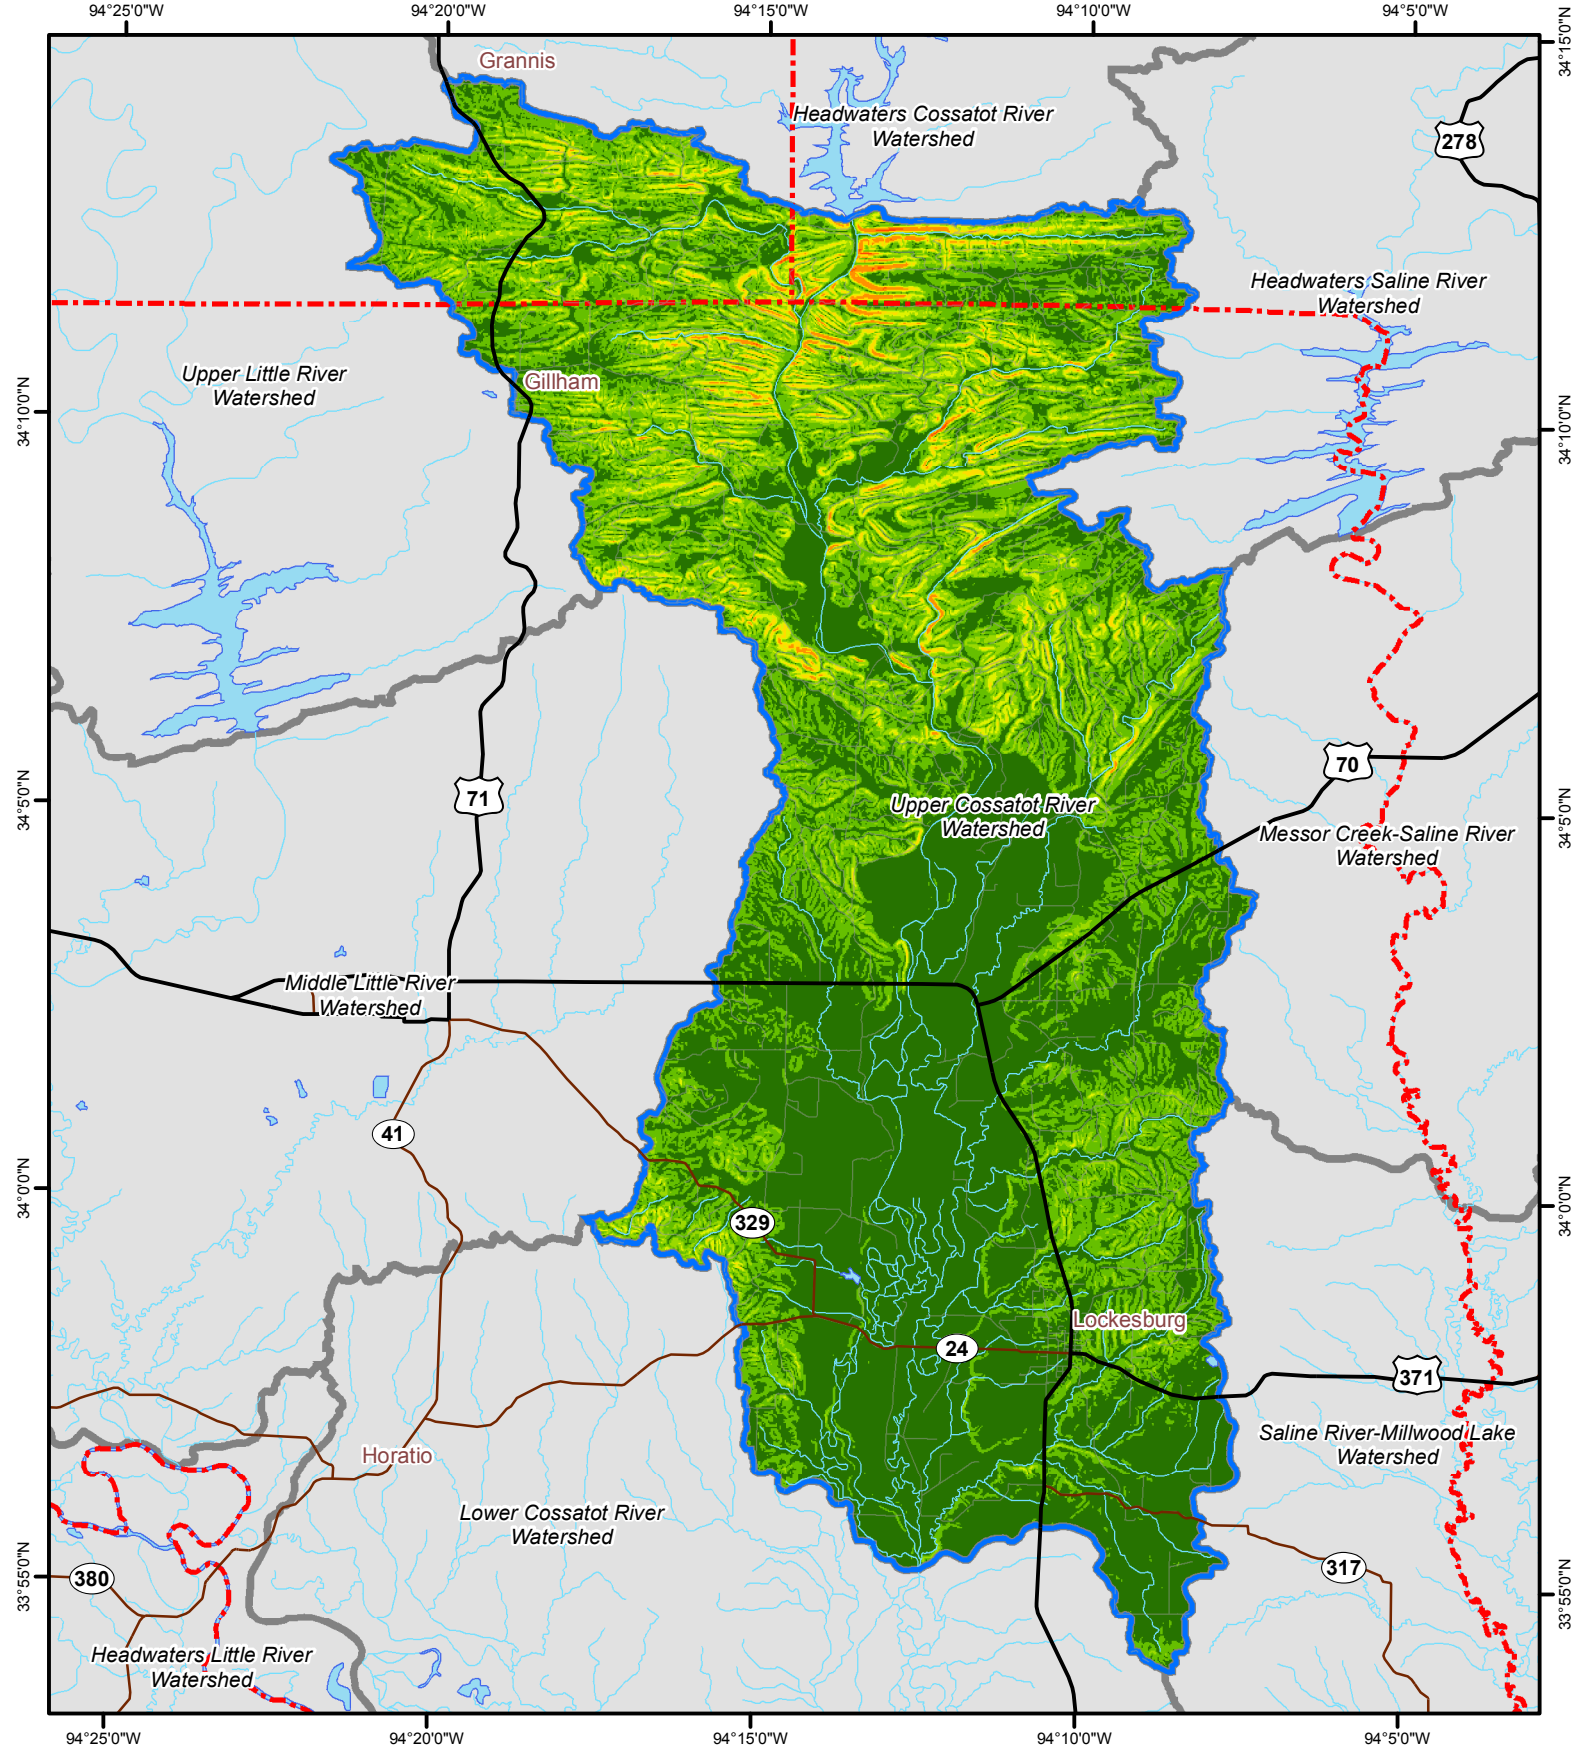 94°25'0"W
94°20'0"W
94°15'0"W
94°10'0"W
94°5'0"W
34°15'0"N
Grannis
Headwaters Cossatot River
Watershed
278
Headwaters Saline River
Watershed
Upper Little River
Watershed
Gillham
34°10'0"N
34°10'0"N
70
71
34°5'0"N
Upper Cossatot River
Watershed
34°5'0"N
Messor Creek-Saline River
Watershed
Middle Little River
Watershed
41
34°0'0"N
329
34°0'0"N
Lockesburg
24
371
Horatio
Saline River-Millwood Lake
Watershed
Lower Cossatot River
Watershed
33°55'0"N
380
317
33°55'0"N
Headwaters Little River
Watershed
94°25'0"W
94°20'0"W
94°15'0"W
94°10'0"W
94°5'0"W